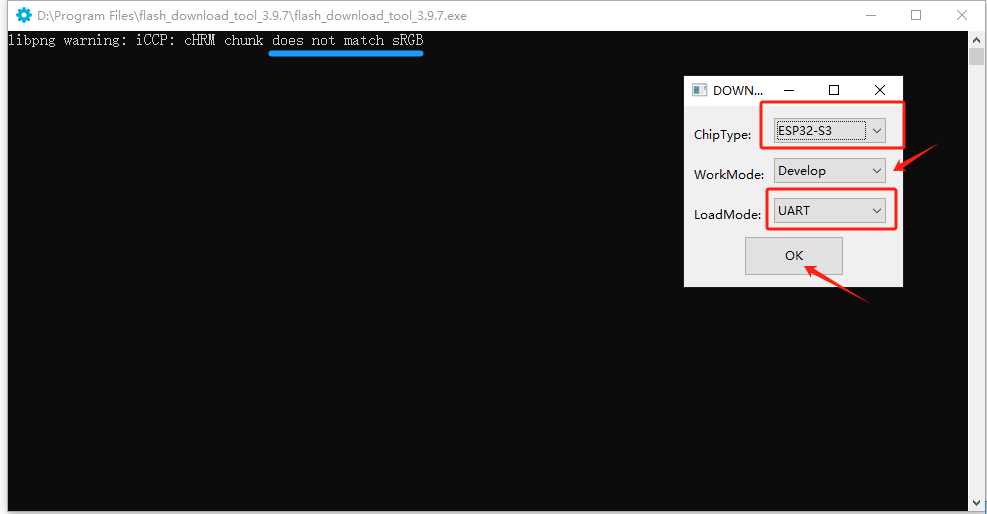 D:\Program Files\flash_download_tool_3.9.7\flash_download_tool_3.9.7.exe
libpng warning: iCCP: cHRM chunk does not match sRGB
DOWN...
ChipType: ESP32-S3
WorkMode: Develop
LoadMode: UART
OK